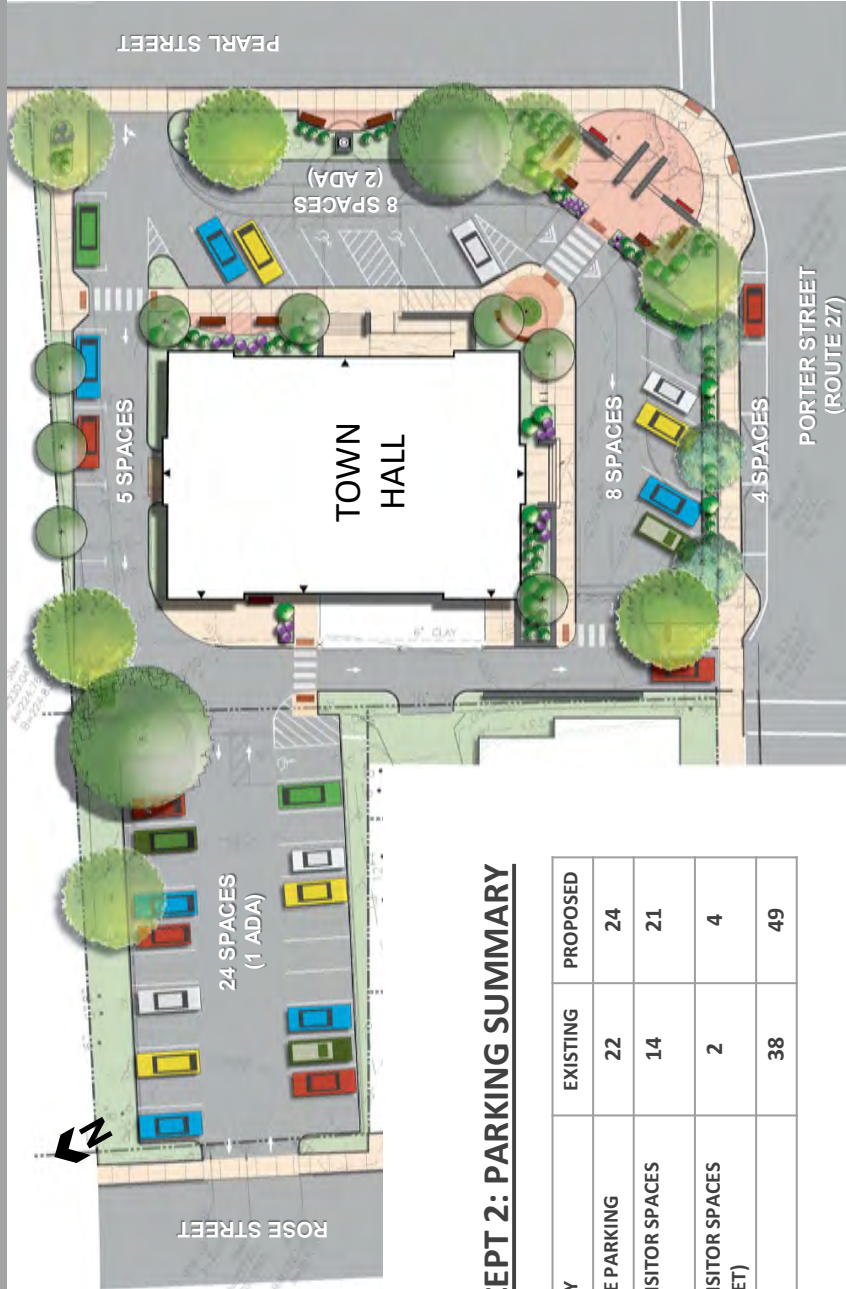 PEARL STREET
8 SPACES
(2 ADA)
5 SPACES
TOWN
HALL
8 SPACES
4 SPACES
PORTER STREET
(ROUTE 27)
6" CLAY
24 SPACES
(1 ADA)
N
ROSE STREET
EPT 2: PARKING SUMMARY
Y EXISTING PROPOSED
E PARKING 22 24
ISITOR SPACES 14 21
ISITOR SPACES 2 4
ET)
38 49